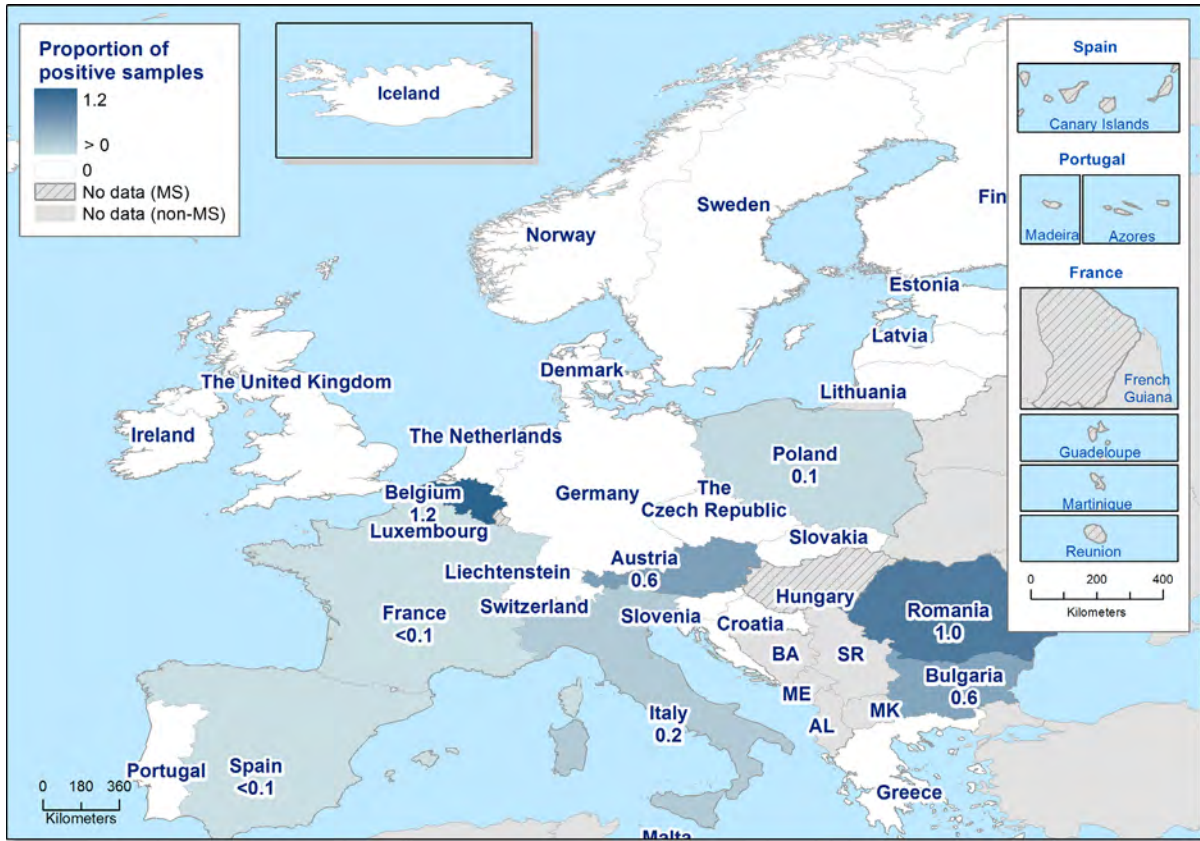 Proportion of
positive samples
1.2
> 0
0
No data (MS)
No data (non-MS)
Iceland
Spain
Canary Islands
Portugal
Madeira
Azores
France
French
Guiana
Guadeloupe
Martinique
Reunion
0 200 400
Kilometers
Sweden
Fin
Norway
Estonia
Latvia
Denmark
Lithuania
The United Kingdom
Ireland
The Netherlands
Poland
0.1
Belgium
1.2
Germany
The
Czech Republic
Luxembourg
Slovakia
Austria
0.6
Liechtenstein
Hungary
Switzerland
France
<0.1
Slovenia
Croatia
Romania
1.0
BA
SR
Bulgaria
0.6
ME
MK
AL
Italy
0.2
Portugal
Spain
<0.1
Greece
Malta
0 180 360
Kilometers